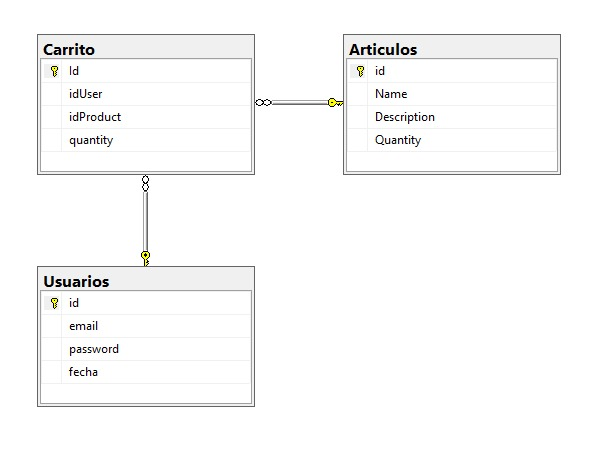 Carrito
Id
idUser
idProduct
quantity
Articulos
id
Name
Description
Quantity
Usuarios
id
email
password
fecha